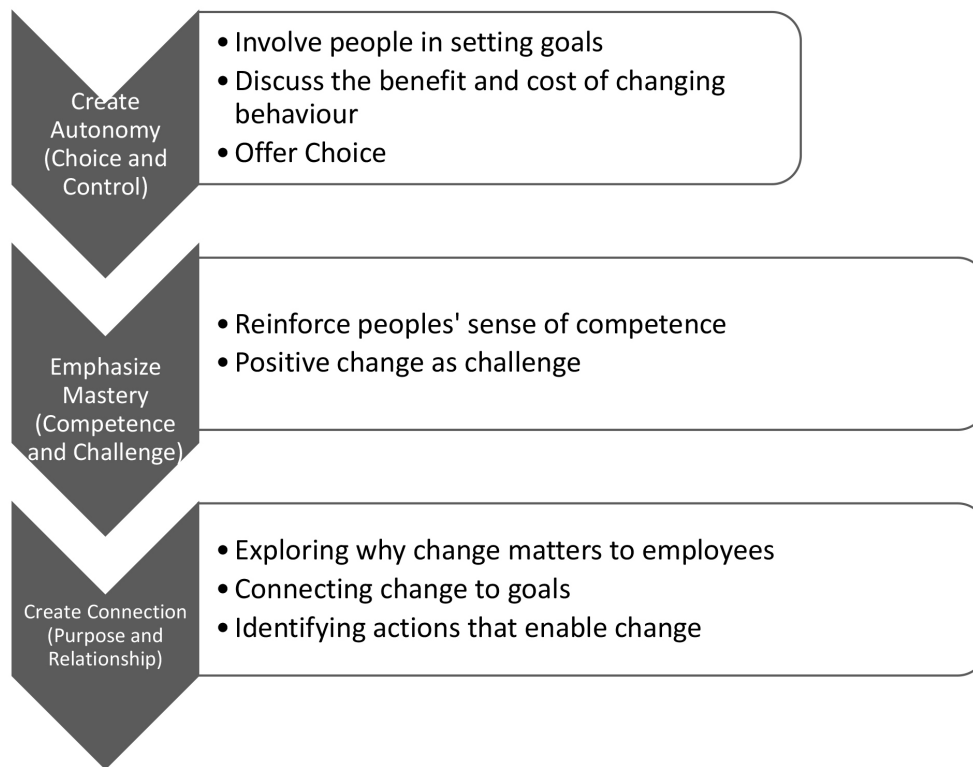 Create
Autonomy
(Choice and
Control)
• Involve people in setting goals
• Discuss the benefit and cost of changing
behaviour
• Offer Choice
Emphasize
Mastery
(Competence
and Challenge)
• Reinforce peoples' sense of competence
• Positive change as challenge
Create Connection
(Purpose and
Relationship)
• Exploring why change matters to employees
• Connecting change to goals
• Identifying actions that enable change